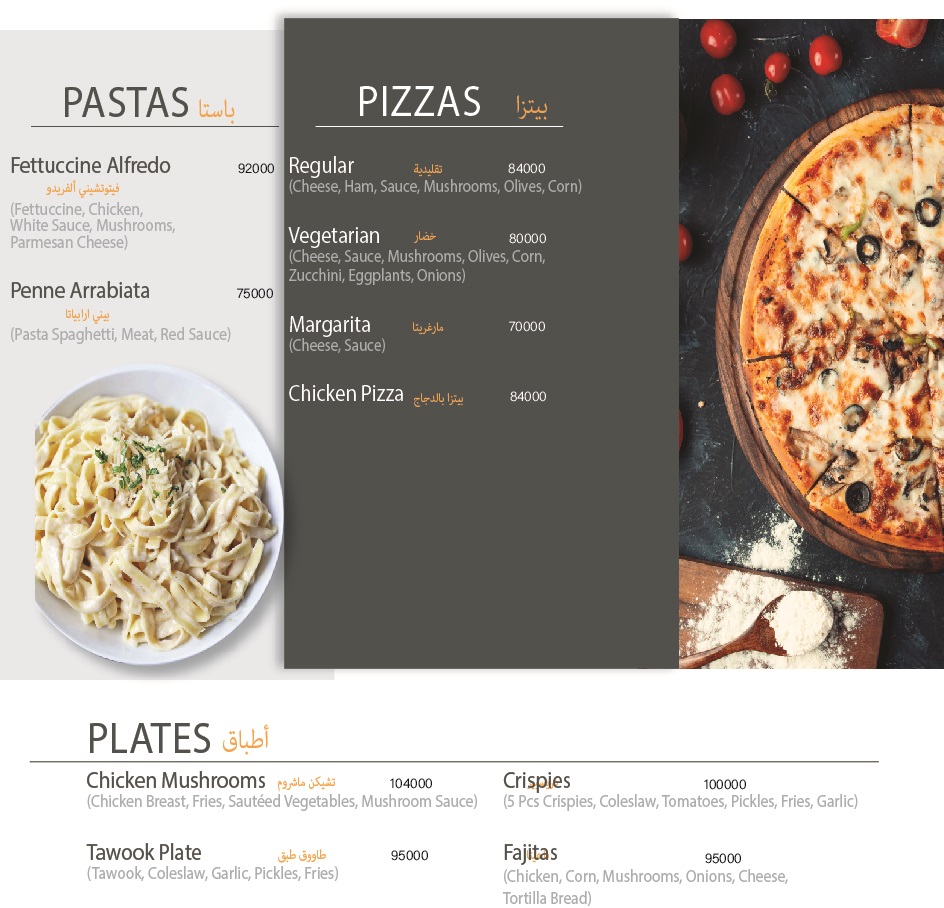 PASTAS باستا
Fettuccine Alfredo 92000
فيتوتشيني ألفريدو
(Fettuccine, Chicken,
White Sauce, Mushrooms,
Parmesan Cheese)
Penne Arrabiata 75000
بيني ارابياتا
(Pasta Spaghetti, Meat, Red Sauce)
PIZZAS بيتزا
Regular تقليدية 84000
(Cheese, Ham, Sauce, Mushrooms, Olives, Corn)
Vegetarian خضار 80000
(Cheese, Sauce, Mushrooms, Olives, Corn,
Zucchini, Eggplants, Onions)
Margarita مارغريتا 70000
(Cheese, Sauce)
Chicken Pizza بيتزا بالدجاج 84000
PLATES أطباق
Chicken Mushrooms تشيكن ماشروم 104000
(Chicken Breast, Fries, Sautéed Vegetables, Mushroom Sauce)
Tawook Plate طاووق طبق 95000
(Tawook, Coleslaw, Garlic, Pickles, Fries)
Crispies 100000
(5 Pcs Crispies, Coleslaw, Tomatoes, Pickles, Fries, Garlic)
Fajitas 95000
(Chicken, Corn, Mushrooms, Onions, Cheese,
Tortilla Bread)